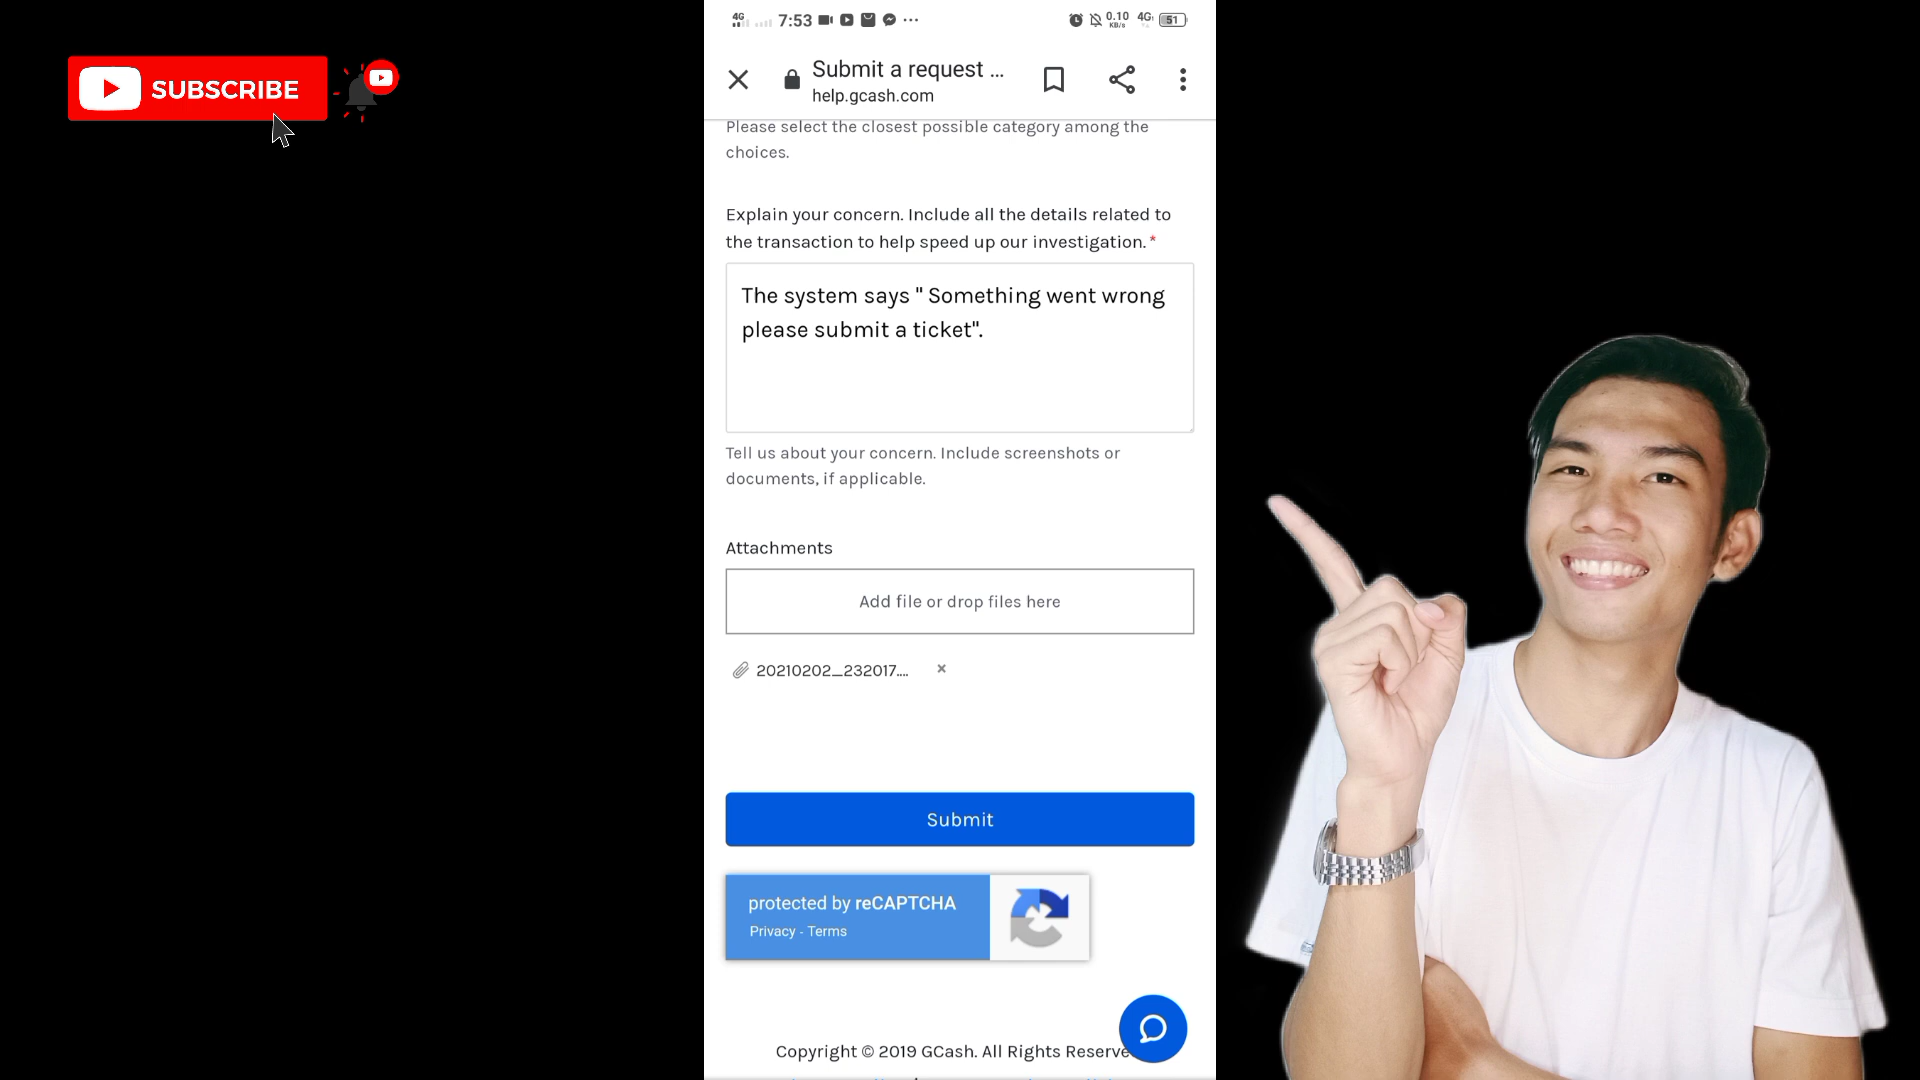 SUBSCRIBE
4G
7:53
0.10
KB/s
4G
51
Submit a request ...
help.gcash.com
Please select the closest possible category among the
choices.
Explain your concern. Include all the details related to
the transaction to help speed up our investigation. *
The system says " Something went wrong
please submit a ticket".
Tell us about your concern. Include screenshots or
documents, if applicable.
Attachments
Add file or drop files here
20210202_232017....
Submit
protected by reCAPTCHA
Privacy - Terms
Copyright © 2019 GCash. All Rights Reserve